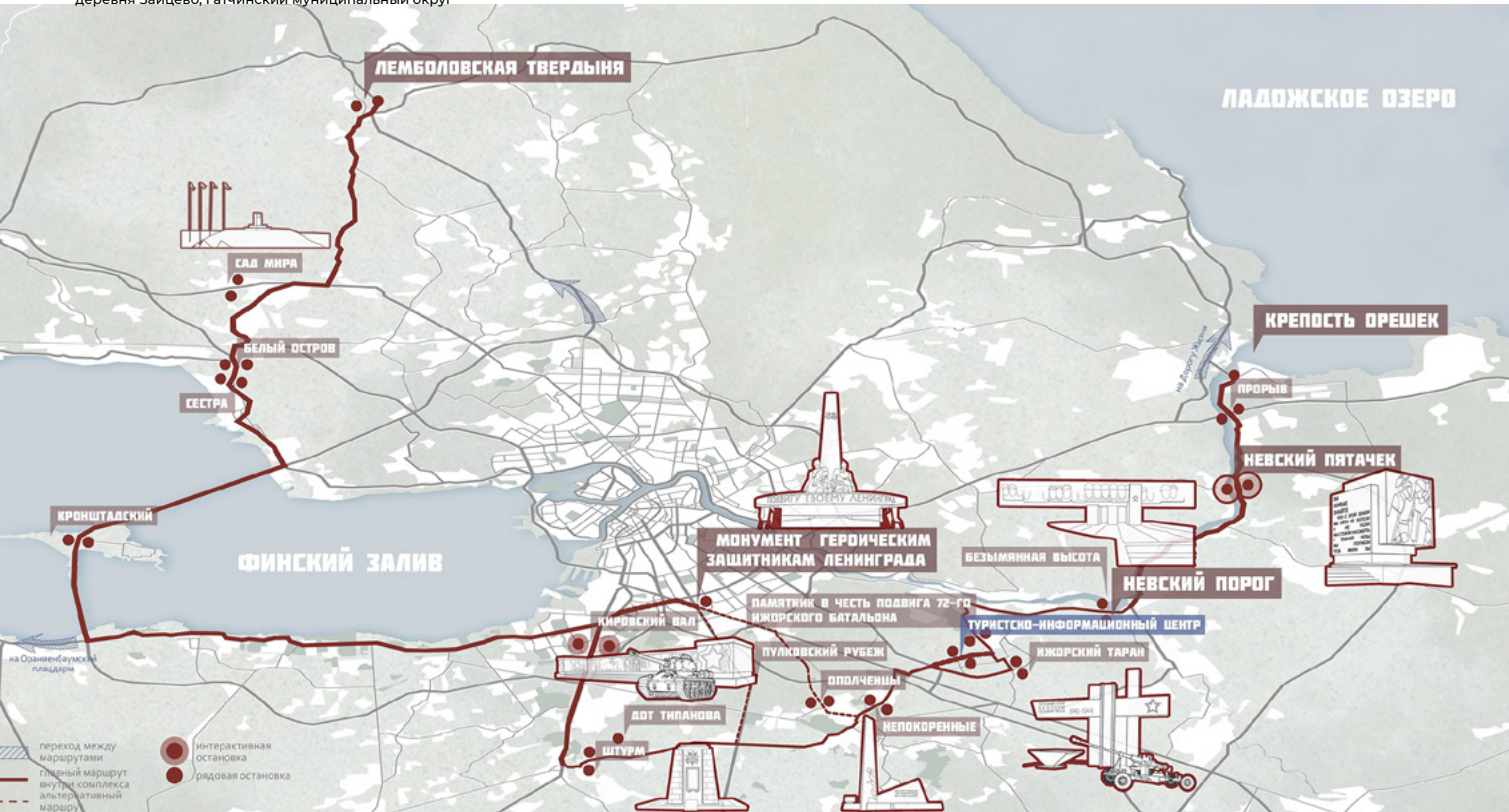 деревня Зайцево, Гатчинский муниципальный округ
ЛЕМБОЛОВСКАЯ ТВЕРДЫНЯ
ЛАДОЖСКОЕ ОЗЕРО
САД МИРА
КРЕПОСТЬ ОРЕШЕК
БЕЛЫЙ ОСТРОВ
на Дорогу Жизни
ПРОРЫВ
СЕСТРА
НЕВСКИЙ ПЯТАЧЕК
ПОДВИГУ ТВОЕМУ ЛЕНИНГРАД
КРОНШТАДСКИЙ
МОНУМЕНТ ГЕРОИЧЕСКИМ
ЗАЩИТНИКАМ ЛЕНИНГРАДА
ФИНСКИЙ ЗАЛИВ
БЕЗЫМЯННАЯ ВЫСОТА
НЕВСКИЙ ПОРОГ
ПАМЯТНИК В ЧЕСТЬ ПОДВИГА 72-ГО
ИЖОРСКОГО БАТАЛЬОНА
КИРОВСКИЙ ВАЛ
ТУРИСТСКО-ИНФОРМАЦИОННЫЙ ЦЕНТР
ПУЛКОВСКИЙ РУБЕЖ
ИЖОРСКИЙ ТАРАН
на Ораниенбаумский
плацдарм
ОПОЛЧЕНЦЫ
ДОТ ТИПАНОВА
НЕПОКОРЕННЫЕ
ШТУРМ
переход между
маршрутами
главный маршрут
внутри комплекса
альтернативный
маршрут
интерактивная
остановка
рядовая остановка